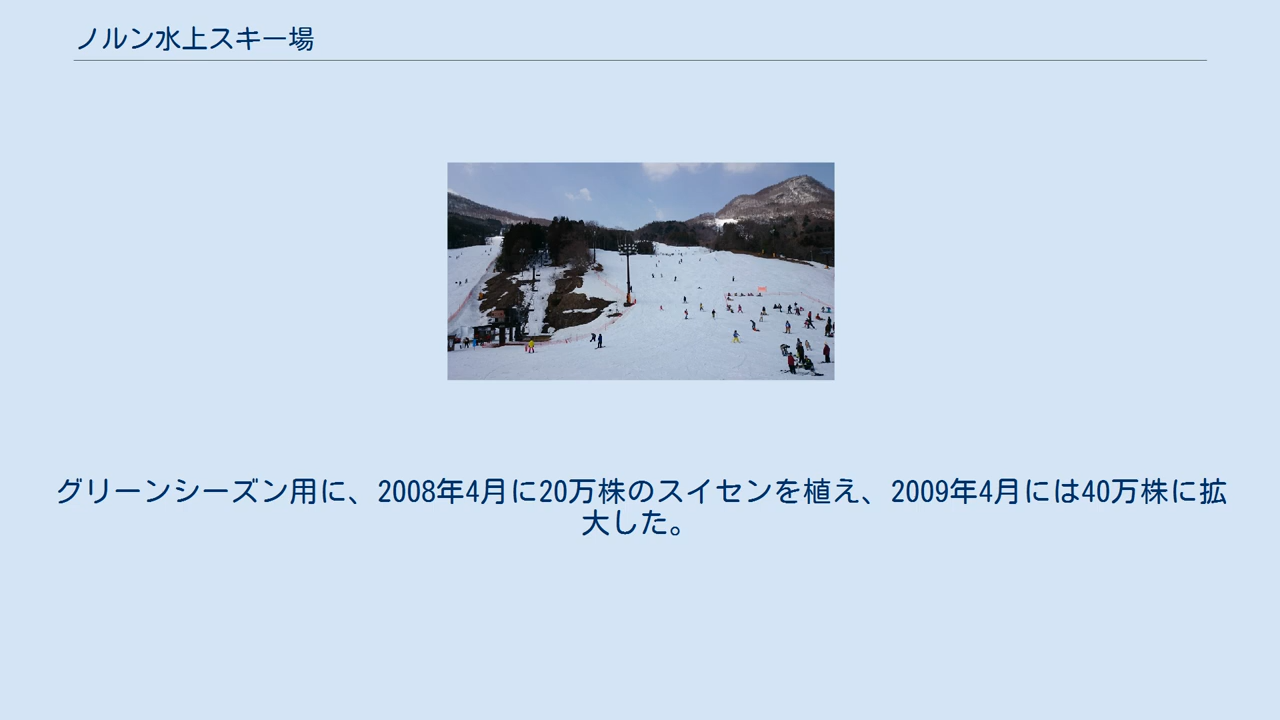 ノルン水上スキー場
グリーンシーズン用に、2008年4月に20万株のスイセンを植え、2009年4月には40万株に拡
大した。